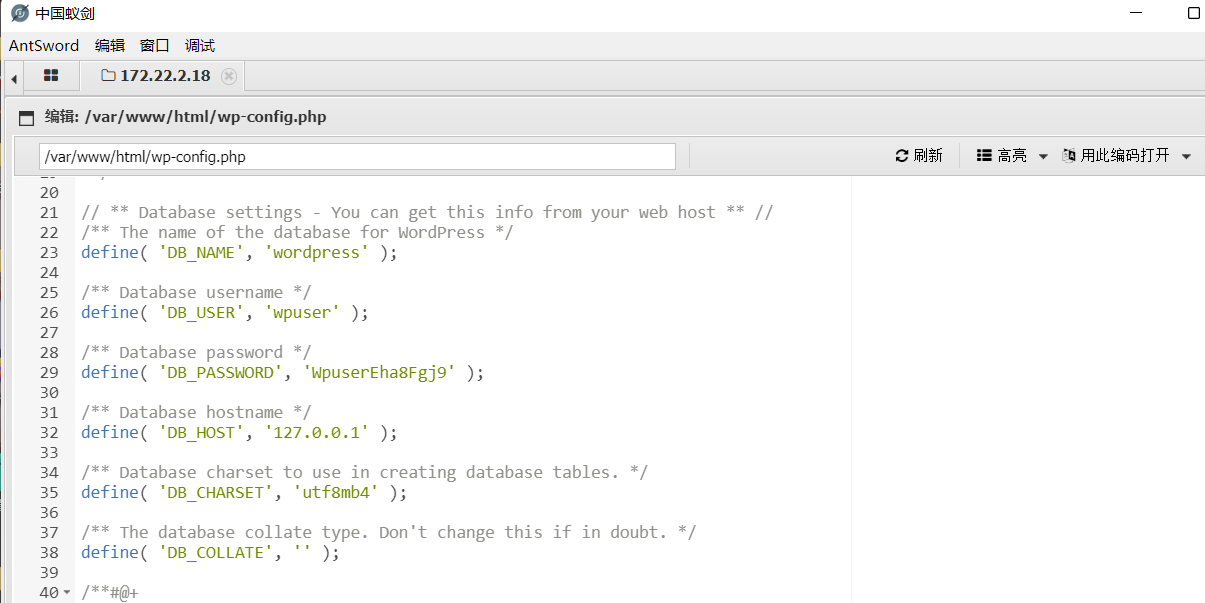 中国蚁剑
AntSword 编辑 窗口 调试
172.22.2.18
编辑: /var/www/html/wp-config.php
/var/www/html/wp-config.php 刷新 高亮 用此编码打开
20
21 // ** Database settings - You can get this info from your web host ** //
22 /** The name of the database for WordPress */
23 define( 'DB_NAME', 'wordpress' );
24
25 /** Database username */
26 define( 'DB_USER', 'wpuser' );
27
28 /** Database password */
29 define( 'DB_PASSWORD', 'WpuserEha8Fgj9' );
30
31 /** Database hostname */
32 define( 'DB_HOST', '127.0.0.1' );
33
34 /** Database charset to use in creating database tables. */
35 define( 'DB_CHARSET', 'utf8mb4' );
36
37 /** The database collate type. Don't change this if in doubt. */
38 define( 'DB_COLLATE', '' );
39
40 /**#@+